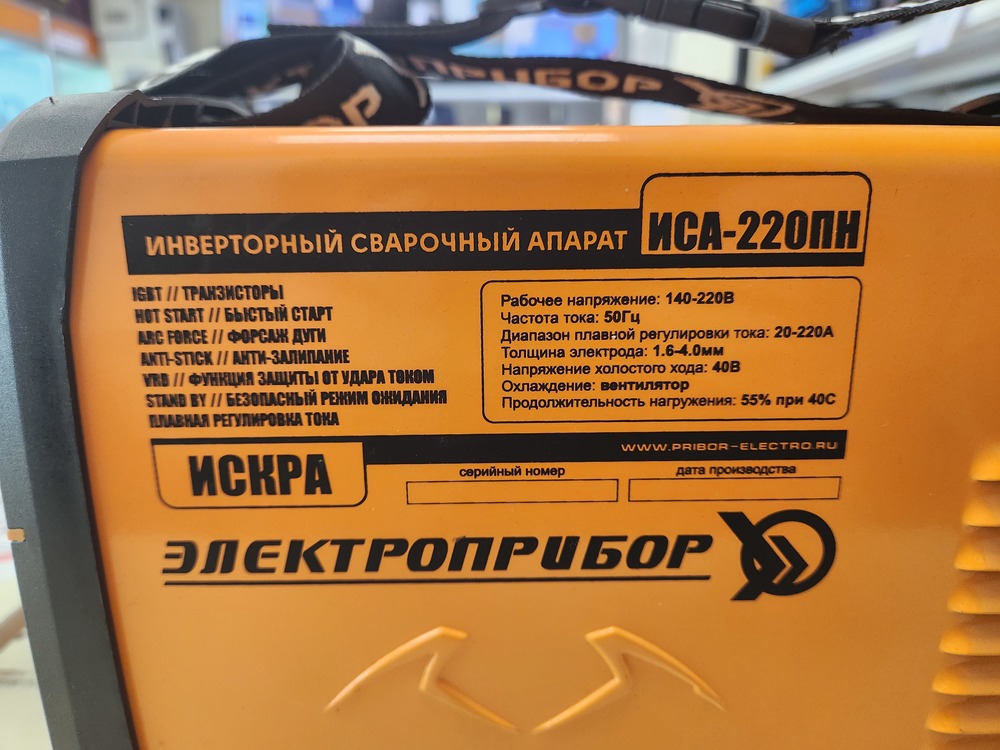 ПРИБОР
ИНВЕРТОРНЫЙ СВАРОЧНЫЙ АПАРАТ
ИСА-220ПН
IGBT // ТРАНЗИСТОРЫ
HOT START // БЫСТЫЙ СТАРТ
ARC FORCE // ФОРСАЖ ДУГИ
ANTI-STICK // АНТИ-ЗАЛИПАНИЕ
VRD // ФУНКЦИЯ ЗАЩИТЫ ОТ УДАРА ТОКОМ
STAND BY // БЕЗОПАСНЫЙ РЕЖИМ ОЖИДАНИЯ
ПЛАВНАЯ РЕГУЛИРОВКА ТОКА
Рабочее напряжение: 140-220В
Частота тока: 50Гц
Диапазон плавной регулировки тока: 20-220А
Толщина электрода: 1.6-4.0мм
Напряжение холостого хода: 40В
Охлаждение: вентилятор
Продолжительность нагружения: 55% при 40С
WWW.PRIBOR-ELECTRO.RU
ИСКРА
серийный номер
дата производства
ЭЛЕКТРОПРИБОР